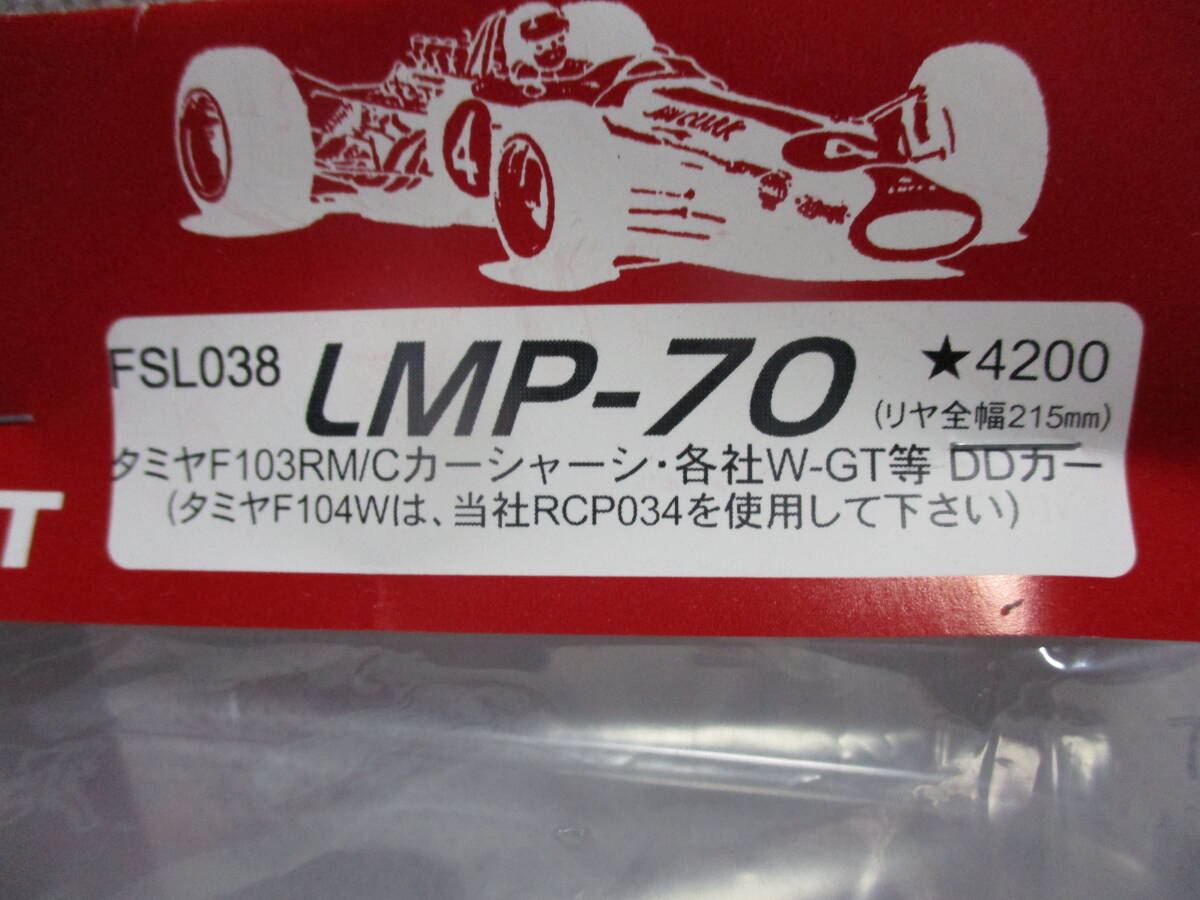 4
JIM CLARK
FSL038 LMP-70 ★4200
(リヤ全幅215mm)
タミヤF103RM/Cカーシャーシ・各社W-GT等 DDカー
(タミヤF104Wは、当社RCP034を使用して下さい)
T